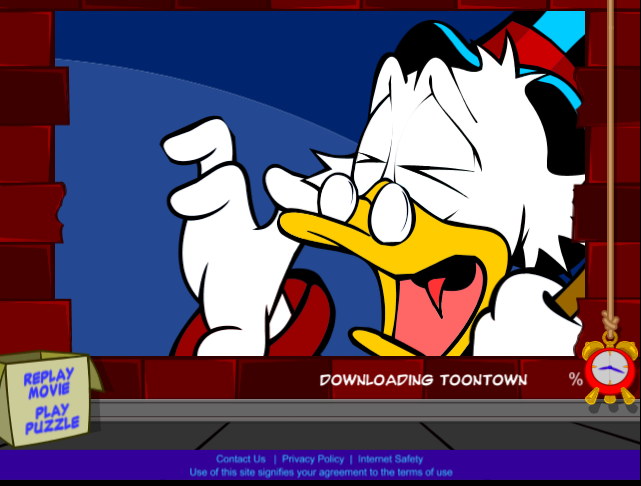 DOWNLOADING TOONTOWN %
REPLAY
MOVIE
PLAY
PUZZLE
Contact Us | Privacy Policy | Internet Safety
Use of this site signifies your agreement to the terms of use